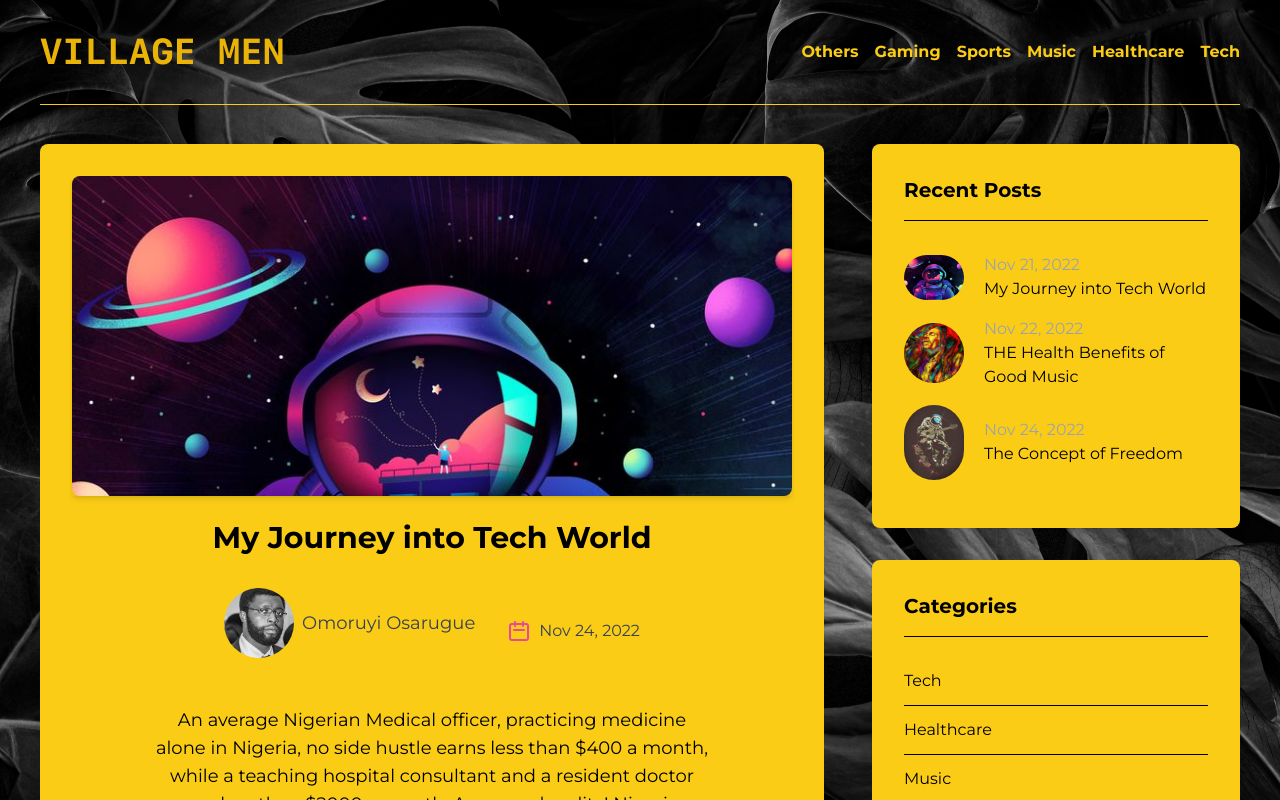 VILLAGE MEN
Others Gaming Sports Music Healthcare Tech
My Journey into Tech World
Omoruyi Osarugue
Nov 24, 2022
An average Nigerian Medical officer, practicing medicine
alone in Nigeria, no side hustle earns less than $400 a month,
while a teaching hospital consultant and a resident doctor
Recent Posts
Nov 21, 2022
My Journey into Tech World
Nov 22, 2022
THE Health Benefits of
Good Music
Nov 24, 2022
The Concept of Freedom
Categories
Tech
Healthcare
Music